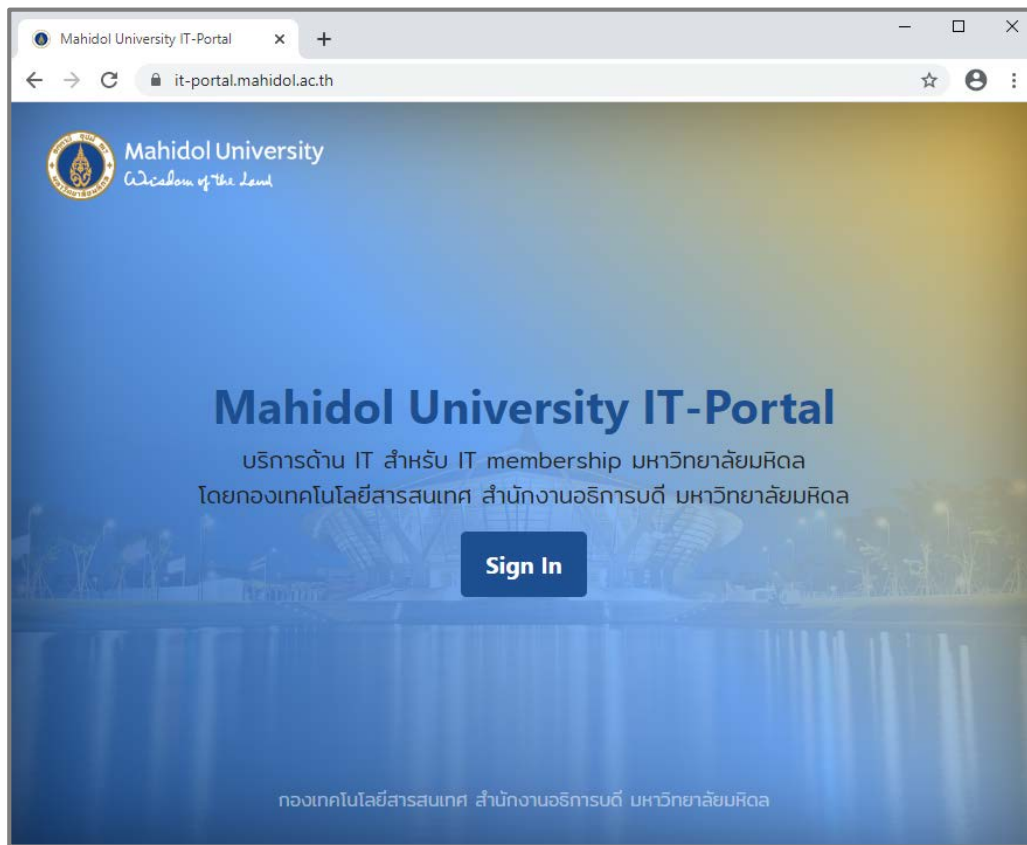 Mahidol University IT-Portal
it-portal.mahidol.ac.th
Mahidol University
Wisdom of the Land
Mahidol University IT-Portal
บริการด้าน IT สำหรับ IT membership มหาวิทยาลัยมหิดล
โดยกองเทคโนโลยีสารสนเทศ สำนักงานอธิการบดี มหาวิทยาลัยมหิดล
Sign In
กองเทคโนโลยีสารสนเทศ สำนักงานอธิการบดี มหาวิทยาลัยมหิดล